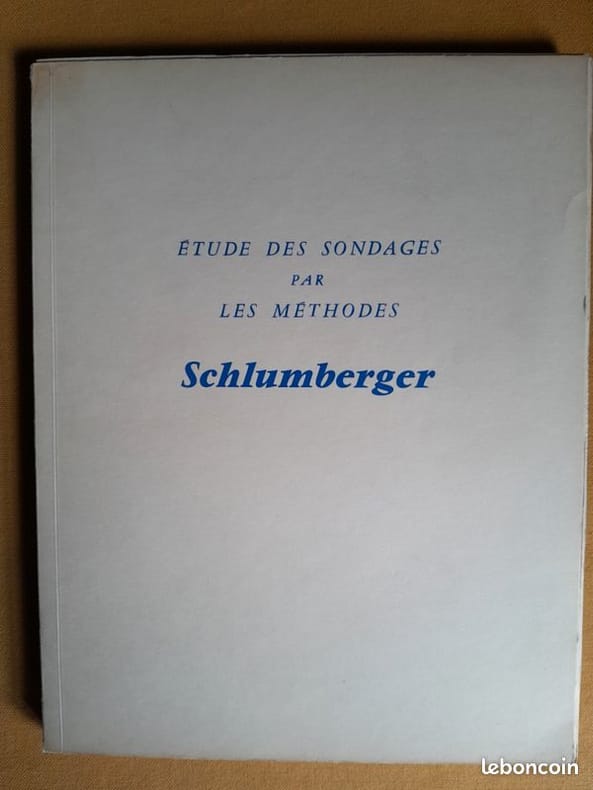 ÉTUDE DES SONDAGES
PAR
LES MÉTHODES
Schlumberger
leboncoin